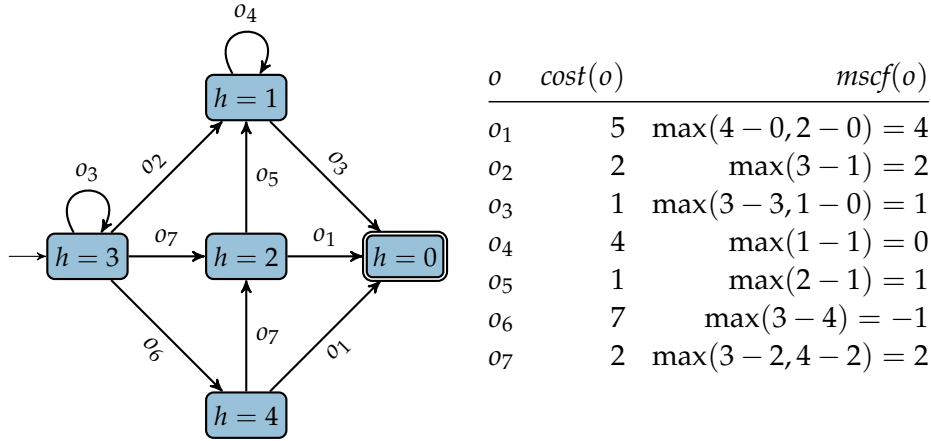 o₄
h = 1
o₃
o₂
o₅
o₃
h = 3
o₇
h = 2
o₁
h = 0
o₆
o₇
o₁
h = 4
o cost(o) mscf(o)
o₁ 5 max(4 − 0, 2 − 0) = 4
o₂ 2 max(3 − 1) = 2
o₃ 1 max(3 − 3, 1 − 0) = 1
o₄ 4 max(1 − 1) = 0
o₅ 1 max(2 − 1) = 1
o₆ 7 max(3 − 4) = −1
o₇ 2 max(3 − 2, 4 − 2) = 2